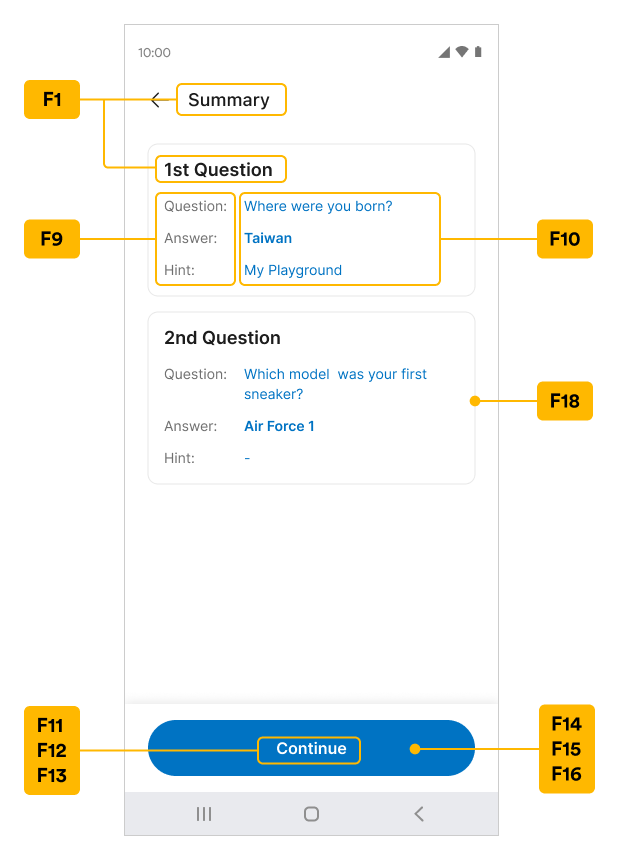 10:00
F1
Summary
1st Question
F9
Question:
Where were you born?
Answer:
Taiwan
Hint:
My Playground
F10
2nd Question
Question:
Which model  was your first
sneaker?
Answer:
Air Force 1
Hint:
-
F18
F11
F12
F13
Continue
F14
F15
F16